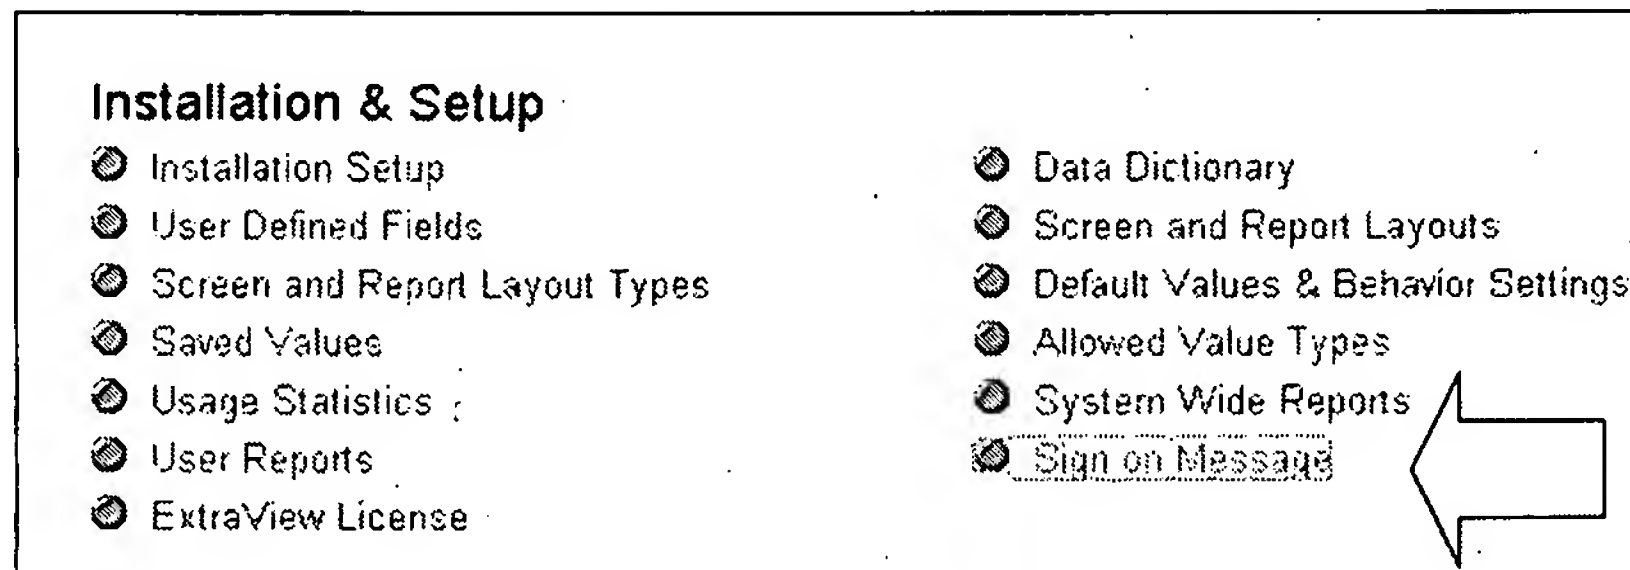 Installation & Setup
Installation Setup
User Defined Fields
Screen and Report Layout Types
Saved Values
Usage Statistics
User Reports
ExtraView License
Data Dictionary
Screen and Report Layouts
Default Values & Behavior Settings
Allowed Value Types
System Wide Reports
Sign on Message